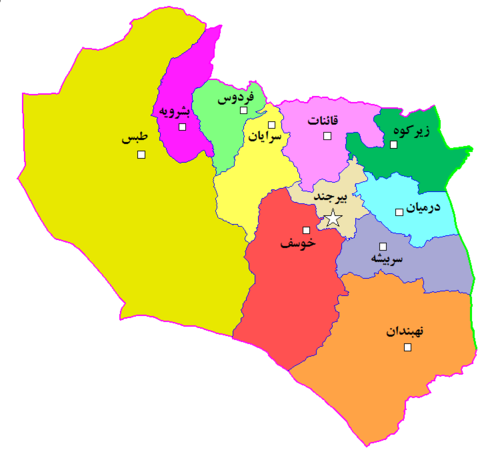 فردوس
بشرویه
قائنات
زیرکوه
سرایان
طبس
بیرجند
درمیان
خوسف
سربیشه
نهبندان